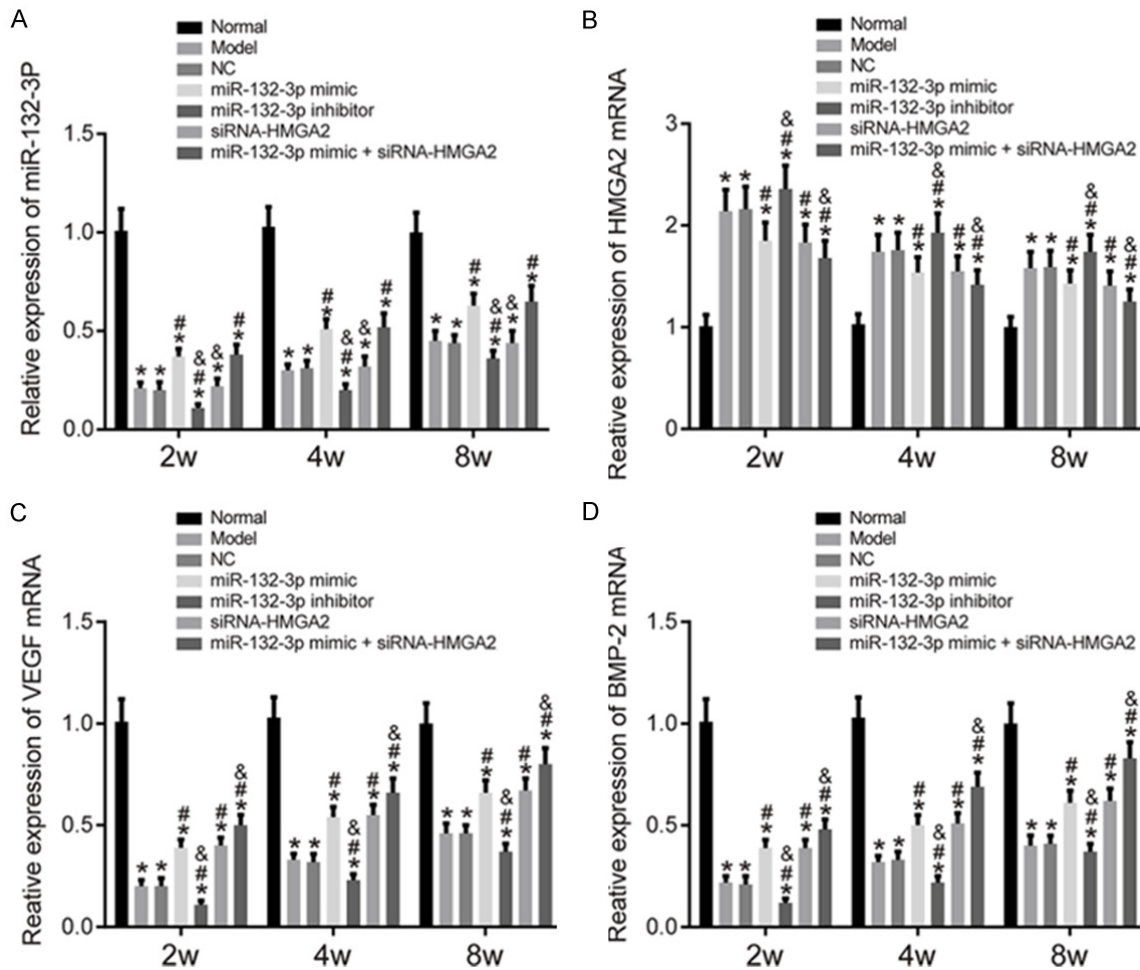 A
Normal
Model
NC
miR-132-3p mimic
miR-132-3p inhibitor
siRNA-HMGA2
miR-132-3p mimic + siRNA-HMGA2
Relative expression of miR-132-3P
1.5
1.0
0.5
0.0
* * #* &#* &* #*
* * #* &#* &* #*
* * #* &#* &* #*
2w 4w 8w
B
Normal
Model
NC
miR-132-3p mimic
miR-132-3p inhibitor
siRNA-HMGA2
miR-132-3p mimic + siRNA-HMGA2
Reative expression of HMGA2 mRNA
3
2
1
0
* * #* &#* #* &#*
* * #* &#* #* &#*
* * #* &#* #* &#*
2w 4w 8w
C
Normal
Model
NC
miR-132-3p mimic
miR-132-3p inhibitor
siRNA-HMGA2
miR-132-3p mimic + siRNA-HMGA2
Reative expression of VEGF mRNA
1.5
1.0
0.5
0.0
* * #* &#* #* &#*
* * #* &#* #* &#*
* * #* &#* #* &#*
2w 4w 8w
D
Normal
Model
NC
miR-132-3p mimic
miR-132-3p inhibitor
siRNA-HMGA2
miR-132-3p mimic + siRNA-HMGA2
Reative expression of BMP-2 mRNA
1.5
1.0
0.5
0.0
* * #* &#* #* &#*
* * #* &#* #* &#*
* * #* &#* #* &#*
2w 4w 8w